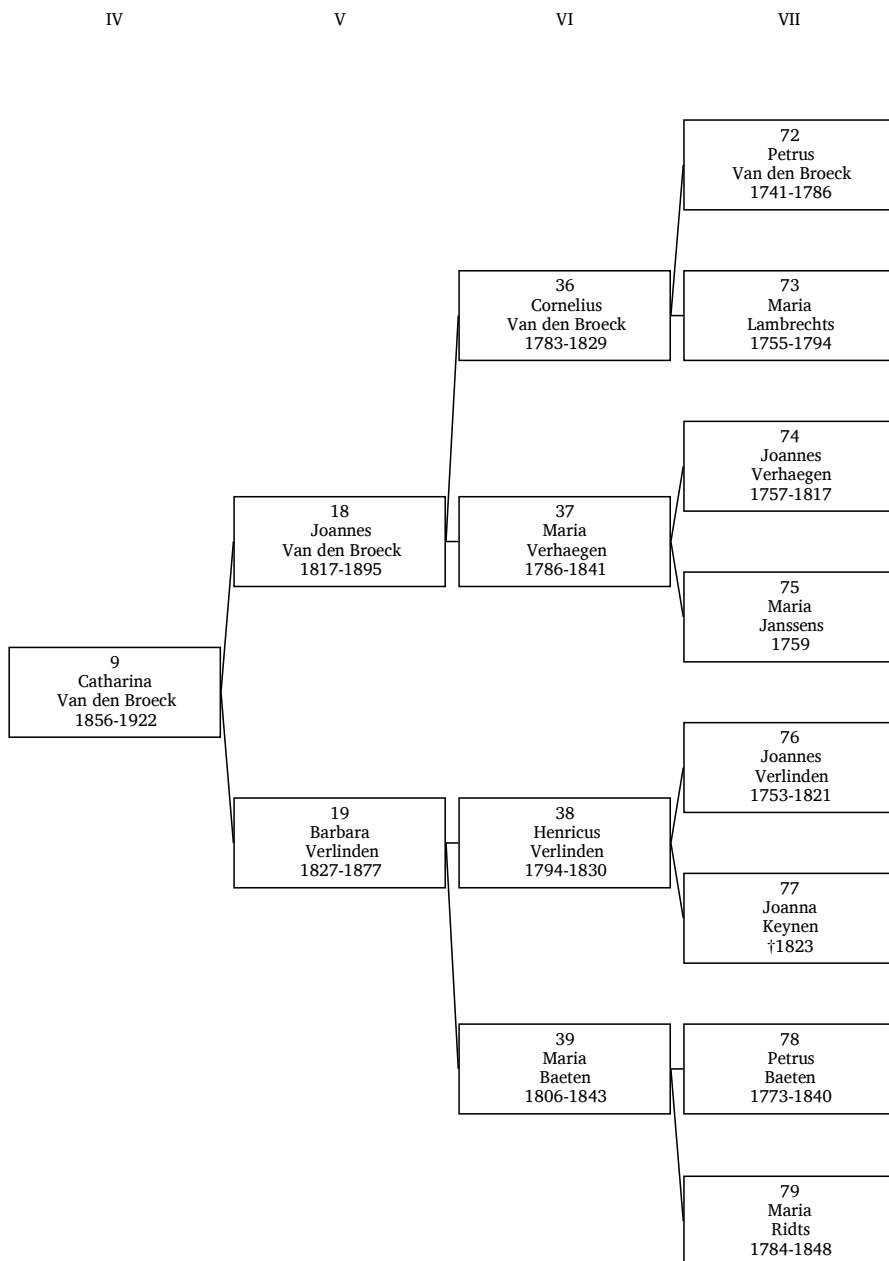 IV V VI VII
72
Petrus
Van den Broeck
1741-1786
36
Cornelius
Van den Broeck
1783-1829
73
Maria
Lambrechts
1755-1794
74
Joannes
Verhaegen
1757-1817
18
Joannes
Van den Broeck
1817-1895
37
Maria
Verhaegen
1786-1841
75
Maria
Janssens
1759
9
Catharina
Van den Broeck
1856-1922
76
Joannes
Verlinden
1753-1821
19
Barbara
Verlinden
1827-1877
38
Henricus
Verlinden
1794-1830
77
Joanna
Keynen
†1823
39
Maria
Baeten
1806-1843
78
Petrus
Baeten
1773-1840
79
Maria
Ridts
1784-1848